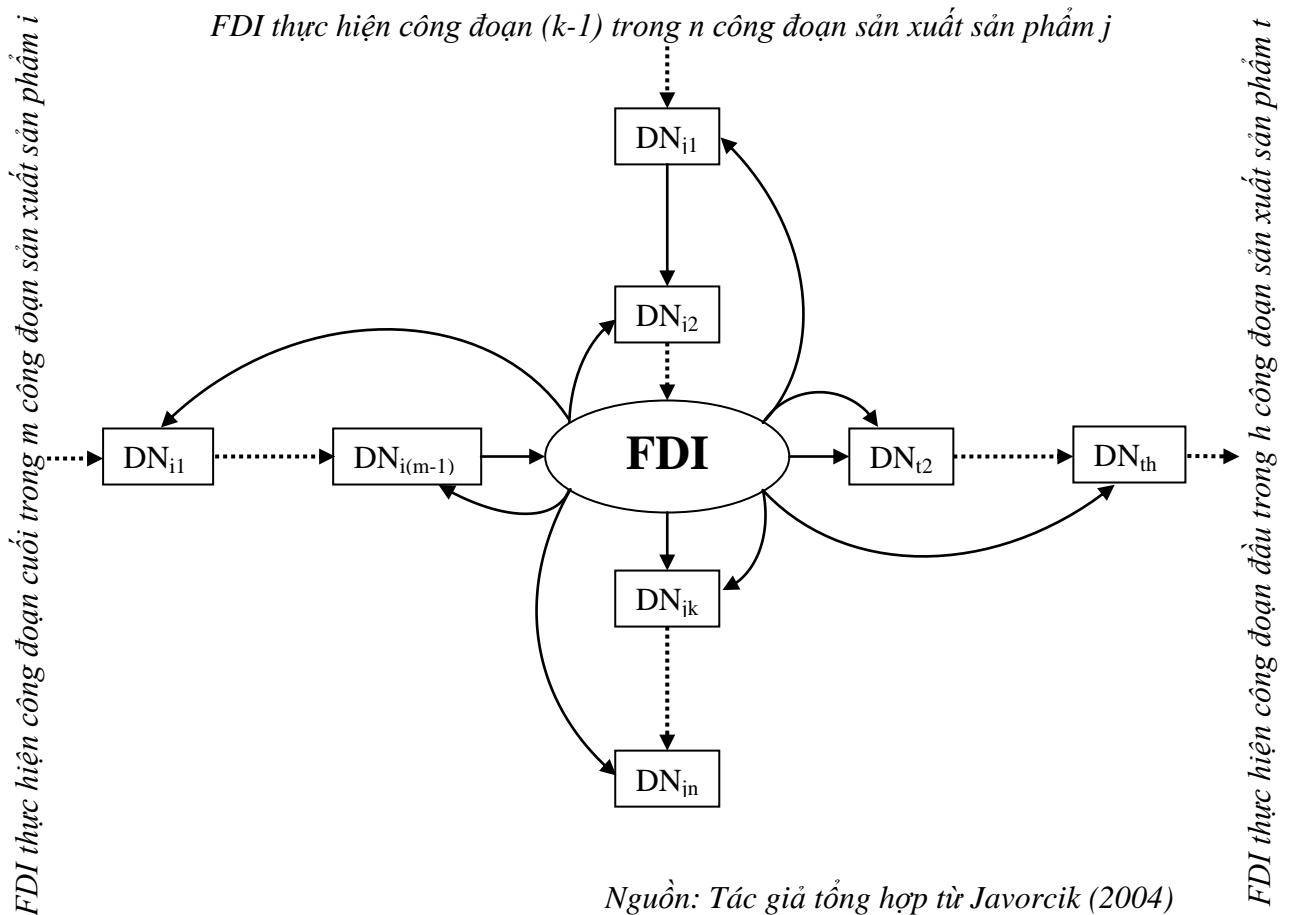 FDI thực hiện công đoạn (k-1) trong n công đoạn sản xuất sản phẩm j
FDI thực hiện công đoạn cuối trong m công đoạn sản xuất sản phẩm i
FDI thực hiện công đoạn đầu trong h công đoạn sản xuất sản phẩm t
DNj1
DNj2
DNi1
DNi(m-1)
FDI
DNt2
DNth
DNjk
DNjn
Nguồn: Tác giả tổng hợp từ Javorcik (2004)